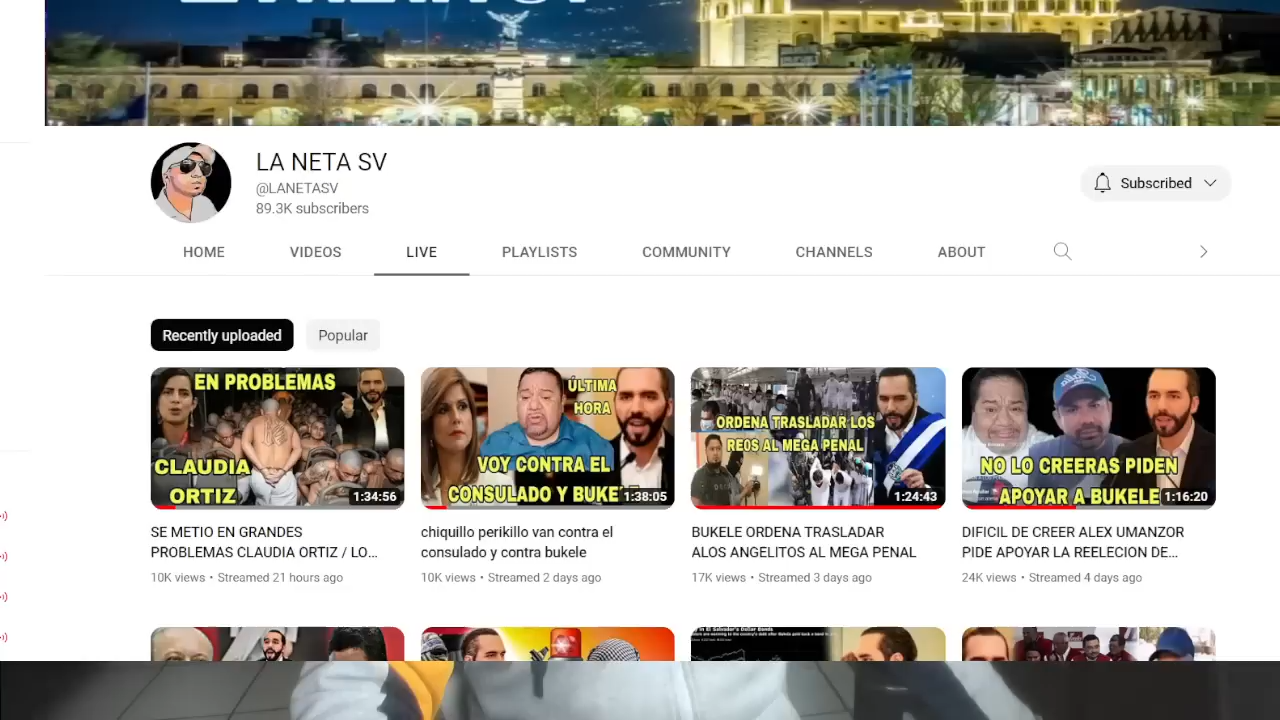 LA NETA SV
@LANETASV
89.3K subscribers
Subscribed
HOME VIDEOS LIVE PLAYLISTS COMMUNITY CHANNELS ABOUT
Recently uploaded Popular
EN PROBLEMAS
CLAUDIA
ORTIZ
1:34:56
ÚLTIMA
HORA
VOY CONTRA EL
CONSULADO Y BUKE
1:38:05
ORDENA TRASLADAR LOS
REOS AL MEGA PENAL
1:24:43
NO LO CREERAS PIDEN
APOYAR A BUKELE
1:16:20
SE METIO EN GRANDES
PROBLEMAS CLAUDIA ORTIZ / LO...
10K views • Streamed 21 hours ago
chiquillo perikillo van contra el
consulado y contra bukele
10K views • Streamed 2 days ago
BUKELE ORDENA TRASLADAR
ALOS ANGELITOS AL MEGA PENAL
17K views • Streamed 3 days ago
DIFICIL DE CREER ALEX UMANZOR
PIDE APOYAR LA REELECION DE...
24K views • Streamed 4 days ago